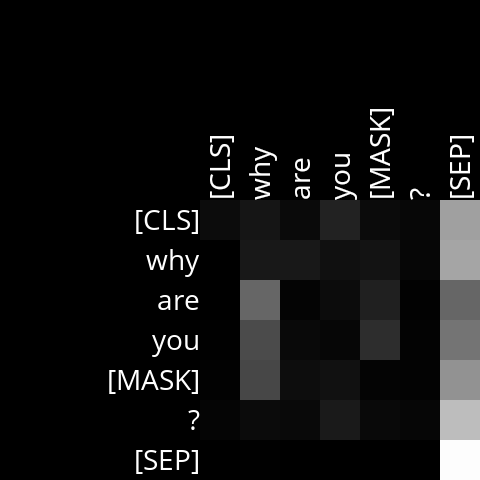 [CLS] why are you [MASK] ? [SEP]
[CLS]
why
are
you
[MASK]
?
[SEP]